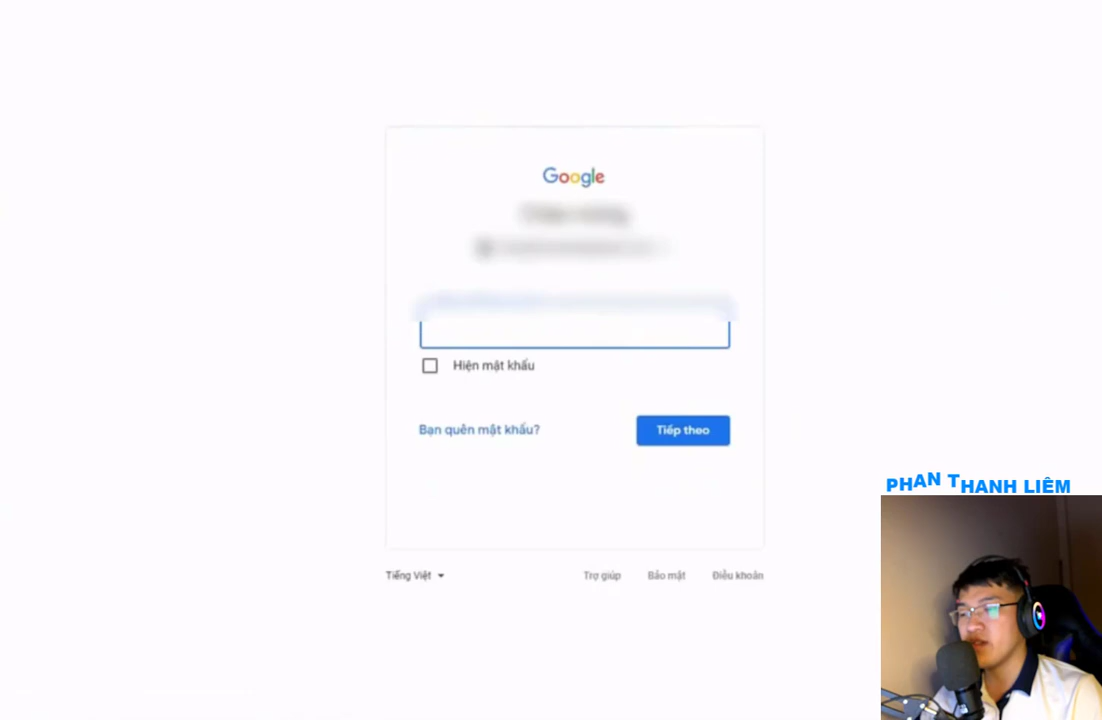 Google
Hiện mật khẩu
Bạn quên mật khẩu?
Tiếp theo
PHAN THANH LIÊM
Tiếng Việt
Trợ giúp
Bảo mật
Điều khoản